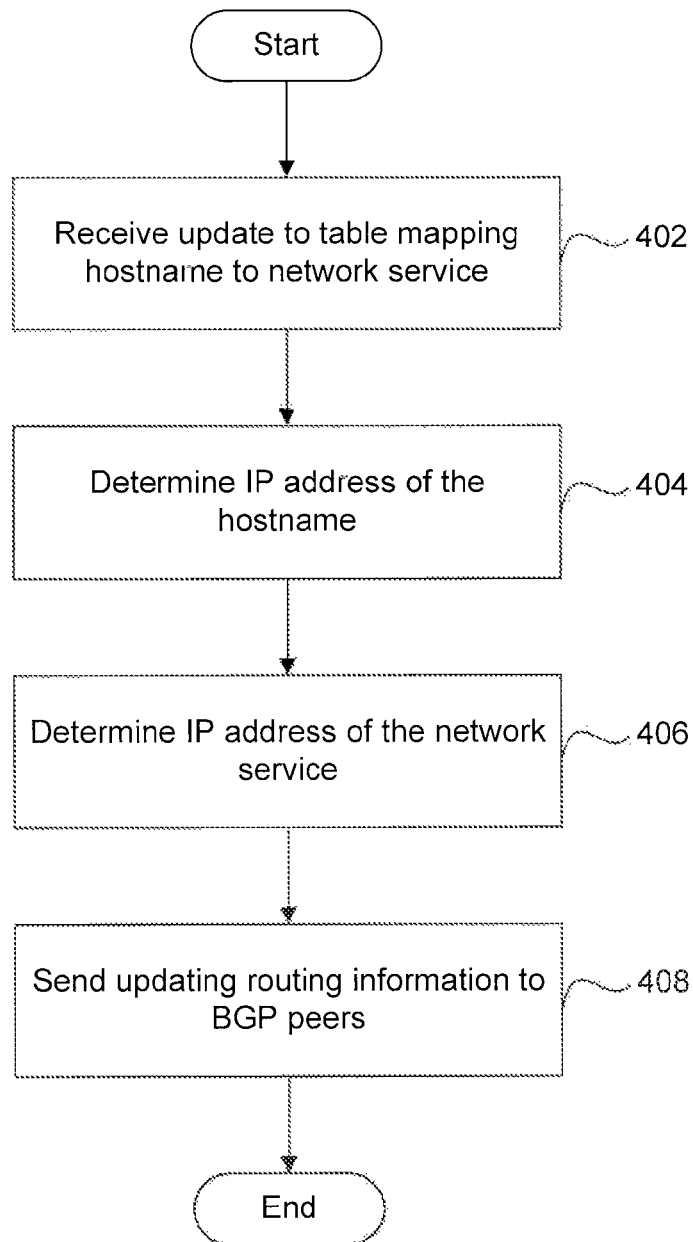 Start
Receive update to table mapping
hostname to network service
402
Determine IP address of the
hostname
404
Determine IP address of the network
service
406
Send updating routing information to
BGP peers
408
End